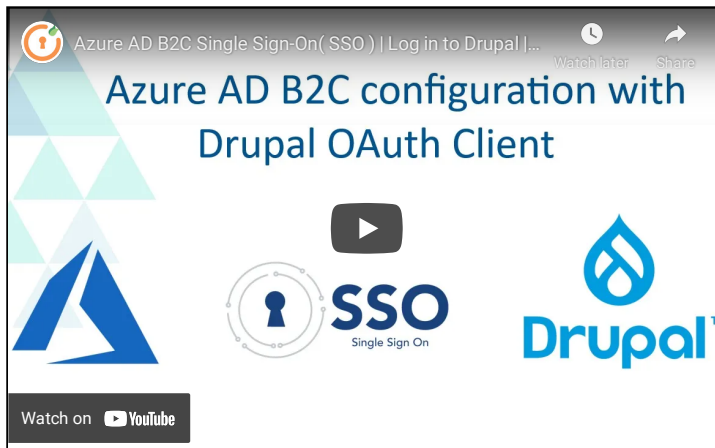 Azure AD B2C Single Sign-On( SSO ) | Log in to Drupal |...
Watch later
Share
Azure AD B2C configuration with
Drupal OAuth Client
SSO
Single Sign On
Drupal
Watch on YouTube